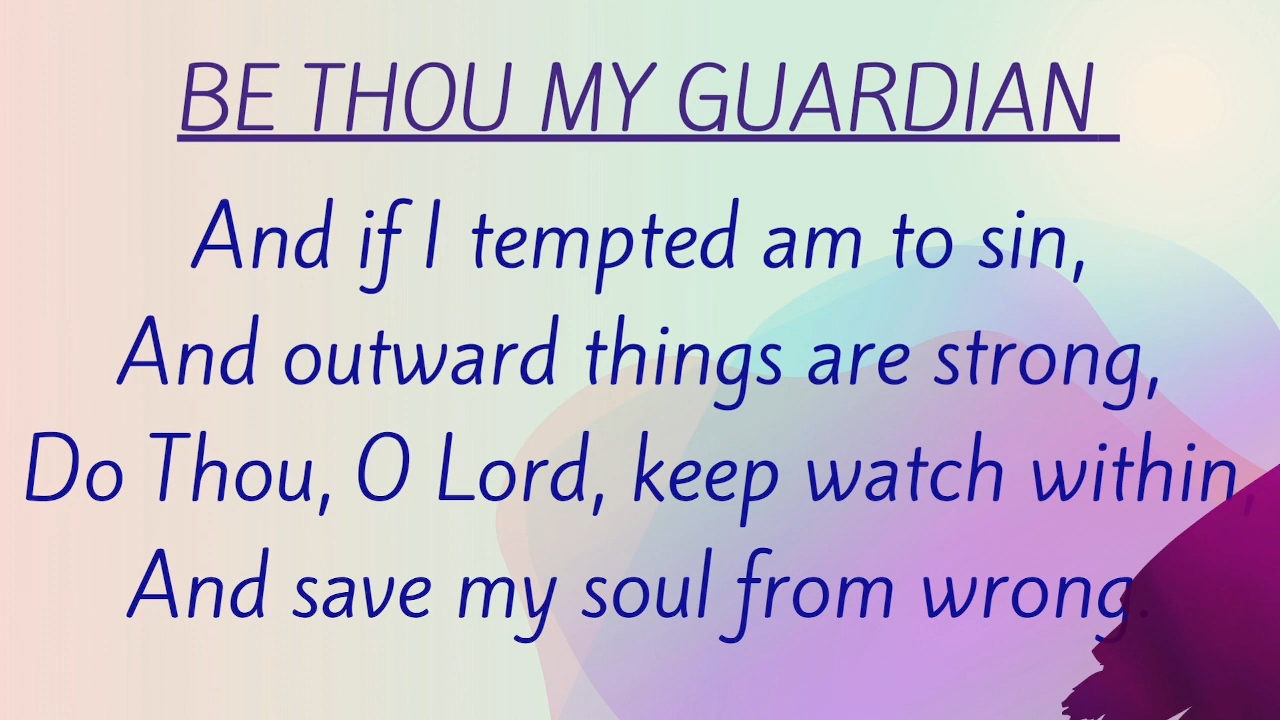 BE THOU MY GUARDIAN
And if I tempted am to sin,
And outward things are strong,
Do Thou, O Lord, keep watch within,
And save my soul from wrong.